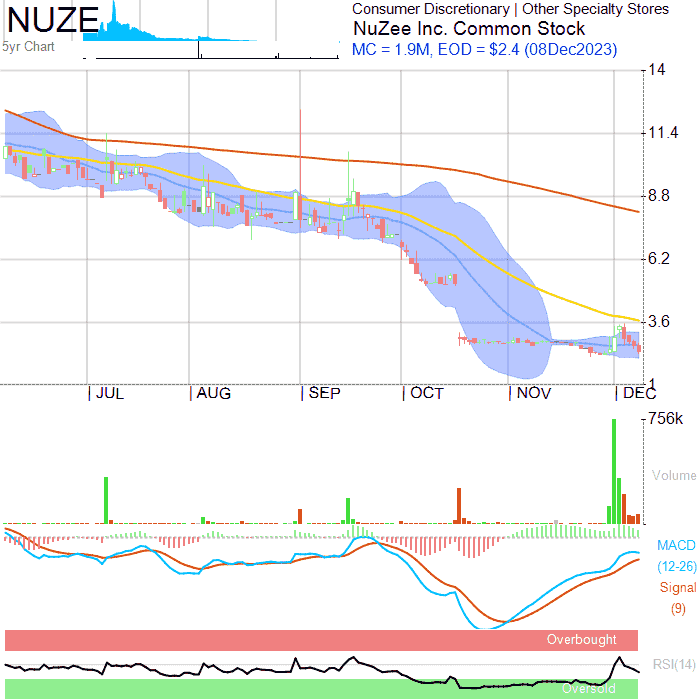 NUZE
Consumer Discretionary | Other Specialty Stores
NuZee Inc. Common Stock
5yr Chart
MC = 1.9M, EOD = $2.4 (08Dec2023)
14
11.4
8.8
6.2
3.6
1
JUL AUG SEP OCT NOV DEC
756k
Volume
MACD
(12-26)
Signal
(9)
Overbought
RSI(14)
Oversold